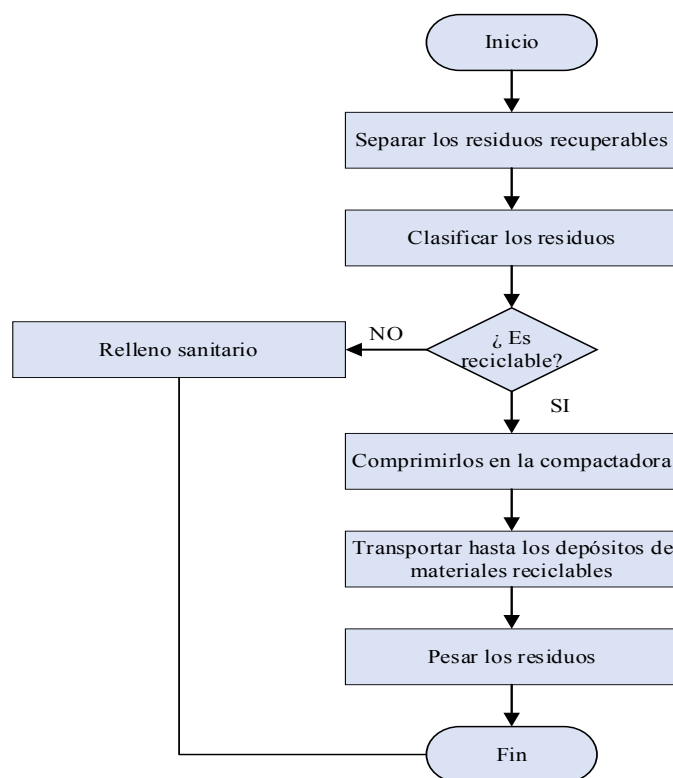 Inicio
Separar los residuos recuperables
Clasificar los residuos
¿ Es
reciclable?
NO
Relleno sanitario
SI
Comprimirlos en la compactadora
Transportar hasta los depósitos de
materiales reciclables
Pesar los residuos
Fin